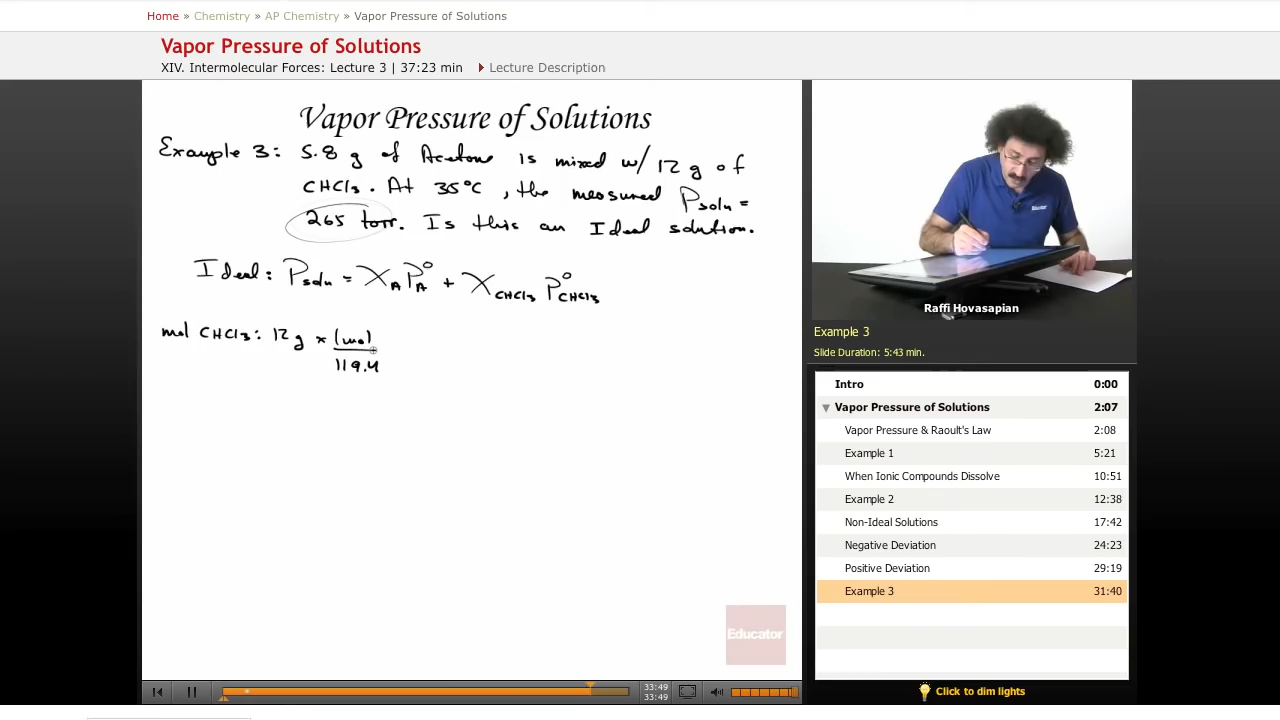 Home » Chemistry » AP Chemistry » Vapor Pressure of Solutions
Vapor Pressure of Solutions
XIV. Intermolecular Forces: Lecture 3 | 37:23 min
Lecture Description
Vapor Pressure of Solutions
Example 3: 5.8 g of Acetone is mixed w/ 12 g of
CHCl3. At 35°C, the measured Psoln =
265 torr. Is this an Ideal solution.
Ideal: Psoln = XA P°A + XCHCl3 P°CHCl3
mol CHCl3: 12 g × 1 mol
119.4
Educator
Raffi Hovasapian
Example 3
Slide Duration: 5:43 min.
Intro 0:00
Vapor Pressure of Solutions 2:07
Vapor Pressure & Raoult's Law 2:08
Example 1 5:21
When Ionic Compounds Dissolve 10:51
Example 2 12:38
Non-Ideal Solutions 17:42
Negative Deviation 24:23
Positive Deviation 29:19
Example 3 31:40
33:49
33:49
Click to dim lights